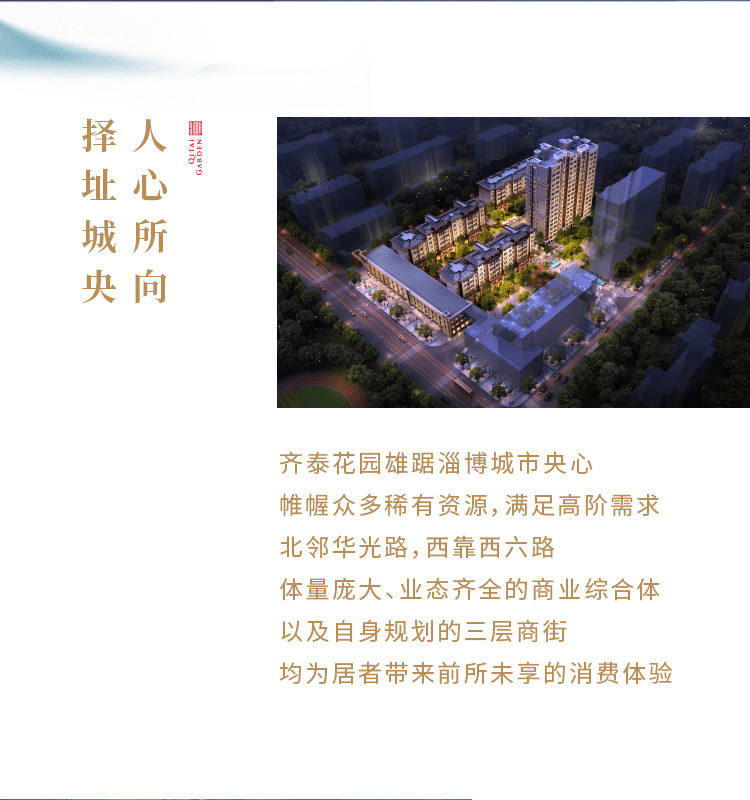 人心所向
择址城央
QITAI
GARDEN
齐泰花园雄踞淄博城市央心
帷幄众多稀有资源，满足高阶需求
北邻华光路，西靠西六路
体量庞大、业态齐全的商业综合体
以及自身规划的三层商街
均为居者带来前所未享的消费体验